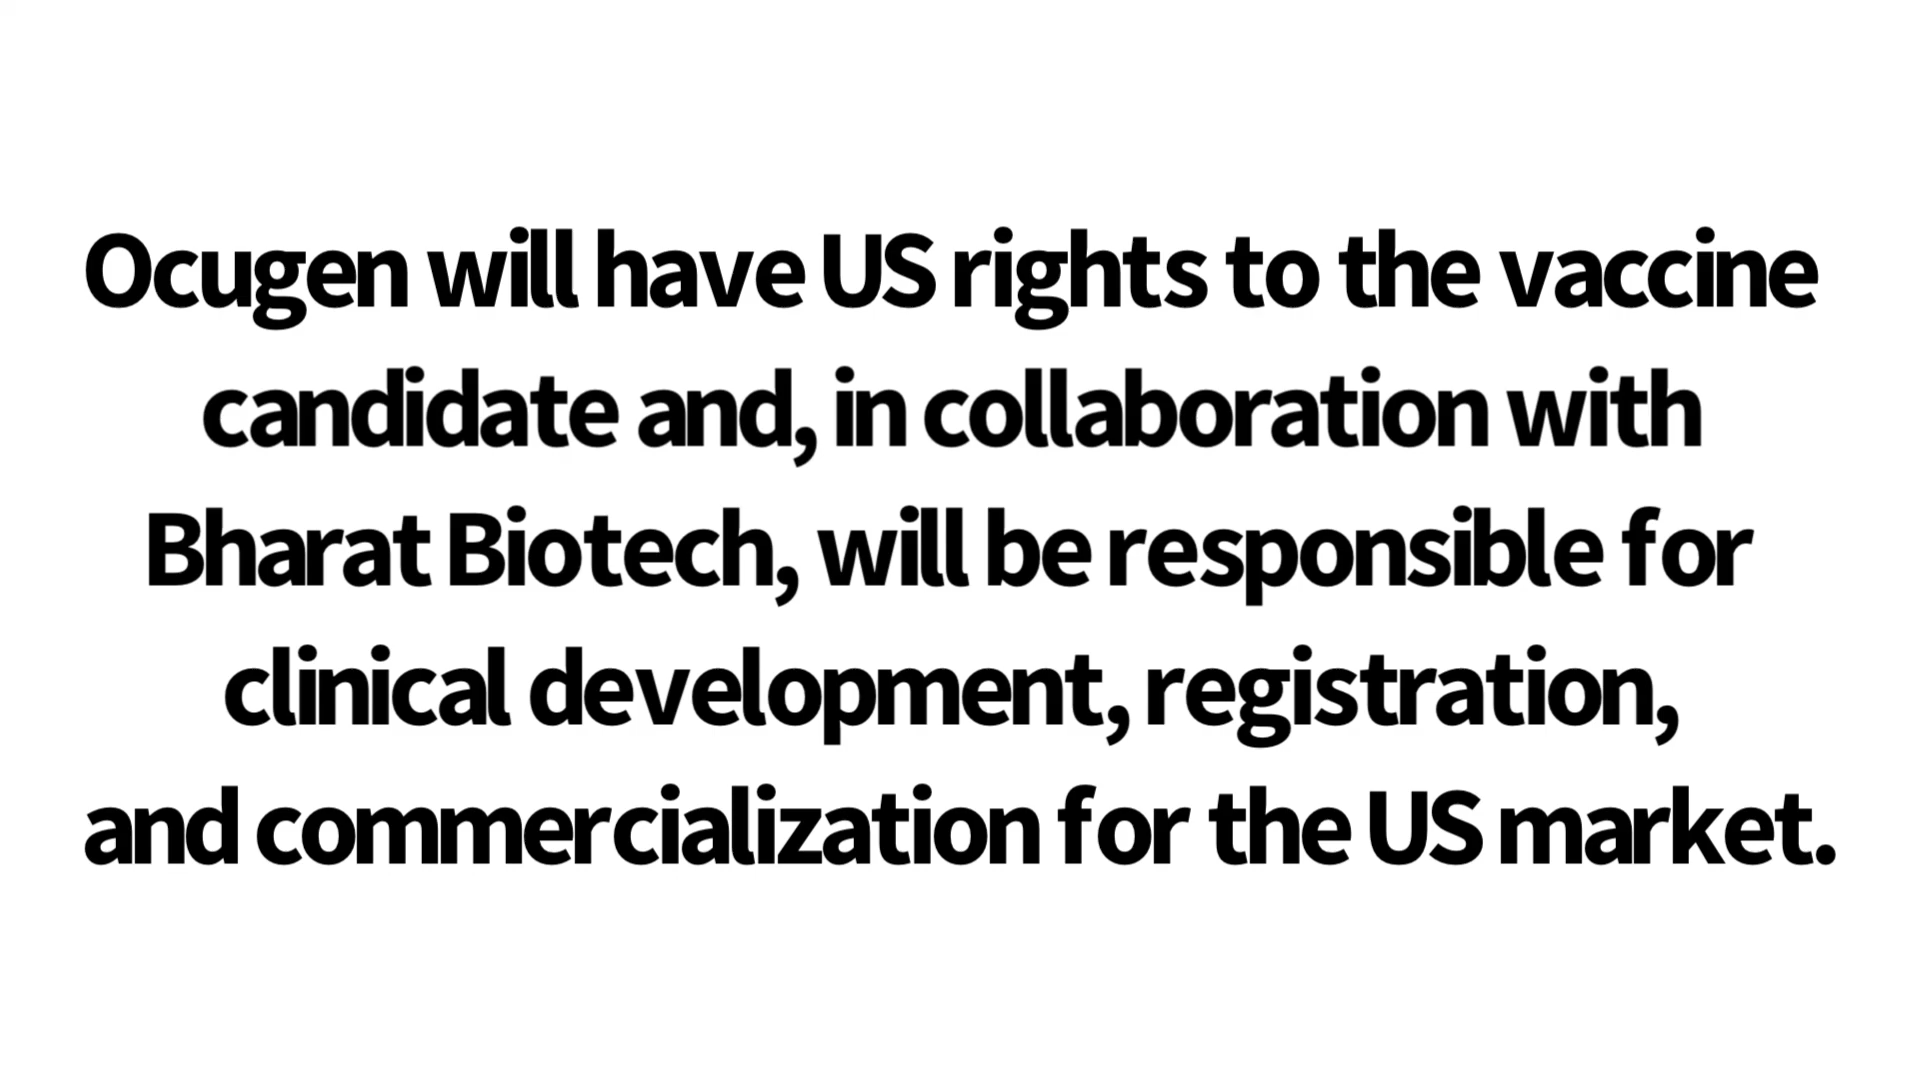 Ocugen will have US rights to the vaccine
candidate and, in collaboration with
Bharat Biotech, will be responsible for
clinical development, registration,
and commercialization for the US market.